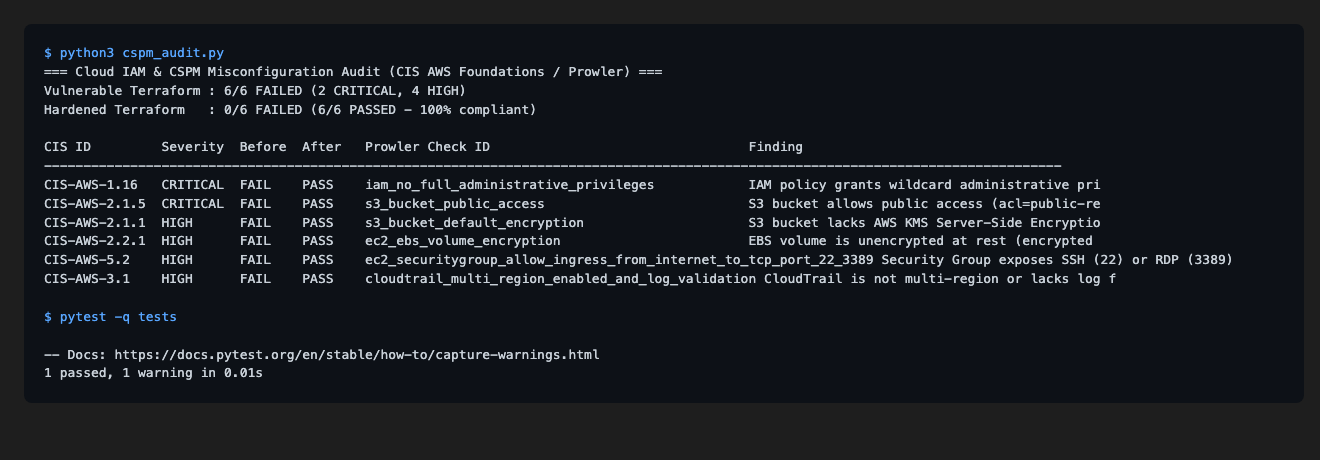 $ python3 cspm_audit.py
=== Cloud IAM & CSPM Misconfiguration Audit (CIS AWS Foundations / Prowler) ===
Vulnerable Terraform : 6/6 FAILED (2 CRITICAL, 4 HIGH)
Hardened Terraform   : 0/6 FAILED (6/6 PASSED — 100% compliant)
CIS ID         Severity  Before  After   Prowler Check ID                                 Finding
CIS-AWS-1.16   CRITICAL  FAIL    PASS    iam_no_full_administrative_privileges            IAM policy grants wildcard administrative pri
CIS-AWS-2.1.5  CRITICAL  FAIL    PASS    s3_bucket_public_access                          S3 bucket allows public access (acl=public-re
CIS-AWS-2.1.1  HIGH      FAIL    PASS    s3_bucket_default_encryption                     S3 bucket lacks AWS KMS Server-Side Encryptio
CIS-AWS-2.2.1  HIGH      FAIL    PASS    ec2_ebs_volume_encryption                        EBS volume is unencrypted at rest (encrypted
CIS-AWS-5.2    HIGH      FAIL    PASS    ec2_securitygroup_allow_ingress_from_internet_to_tcp_port_22_3389 Security Group exposes SSH (22) or RDP (3389)
CIS-AWS-3.1    HIGH      FAIL    PASS    cloudtrail_multi_region_enabled_and_log_validation CloudTrail is not multi-region or lacks log f
$ pytest -q tests
-- Docs: https://docs.pytest.org/en/stable/how-to/capture-warnings.html
1 passed, 1 warning in 0.01s